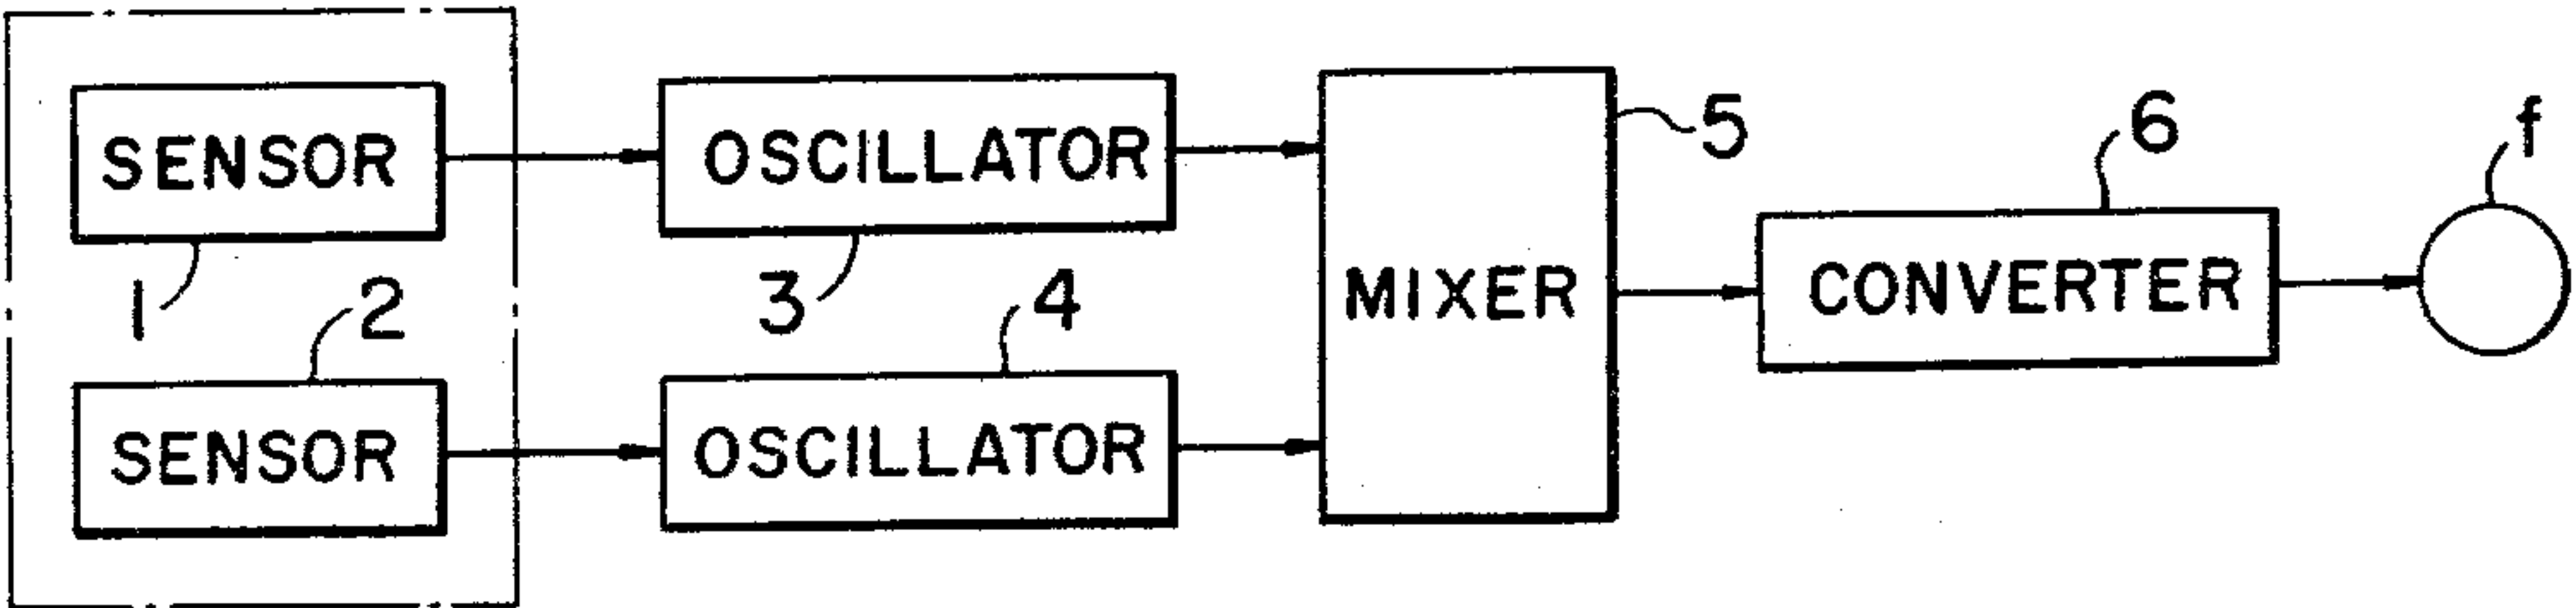 SENSOR
1
SENSOR
2
OSCILLATOR
3
OSCILLATOR
4
MIXER
5
CONVERTER
6
f